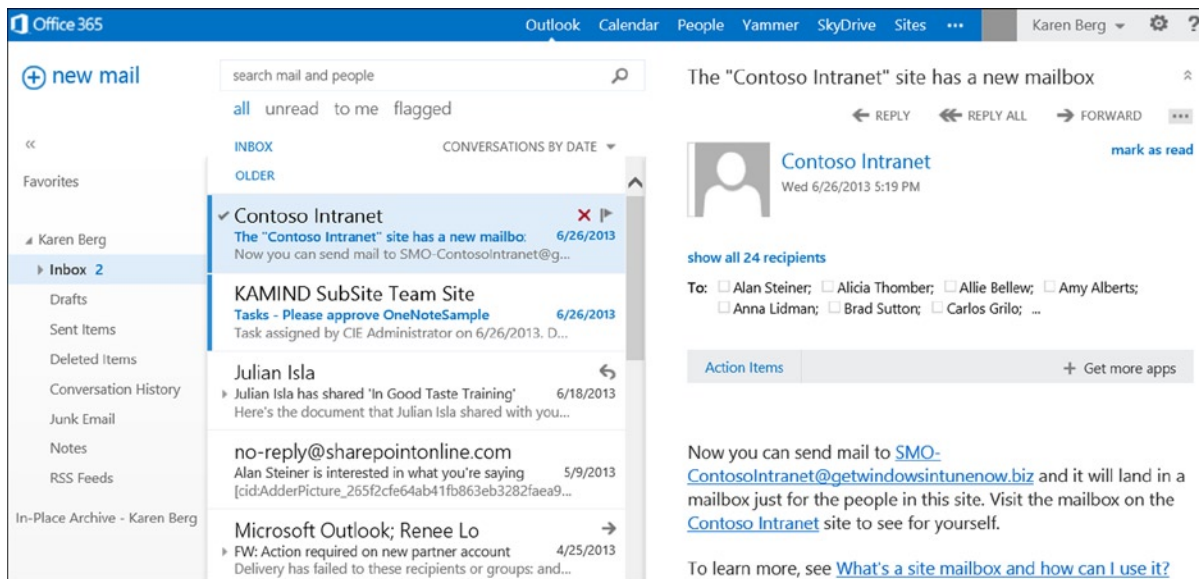 Office 365
Outlook Calendar People Yammer SkyDrive Sites ··· Karen Berg ?
new mail
«
Favorites
Karen Berg
Inbox 2
Drafts
Sent Items
Deleted Items
Conversation History
Junk Email
Notes
RSS Feeds
In-Place Archive - Karen Berg
search mail and people
all unread to me flagged
INBOX CONVERSATIONS BY DATE
OLDER
Contoso Intranet
The "Contoso Intranet" site has a new mailbo: 6/26/2013
Now you can send mail to SMO-ContosoIntranet@g...
KAMIND SubSite Team Site
Tasks - Please approve OneNoteSample 6/26/2013
Task assigned by CIE Administrator on 6/26/2013. D...
Julian Isla
Julian Isla has shared 'In Good Taste Training' 6/18/2013
Here's the document that Julian Isla shared with you...
no-reply@sharepointonline.com
Alan Steiner is interested in what you're saying 5/9/2013
[cid:AdderPicture_265f2cfe64ab41fb863eb3282faea9...
Microsoft Outlook; Renee Lo
FW: Action required on new partner account 4/25/2013
Delivery has failed to these recipients or groups: and...
The "Contoso Intranet" site has a new mailbox
REPLY REPLY ALL FORWARD ···
mark as read
Contoso Intranet
Wed 6/26/2013 5:19 PM
show all 24 recipients
To: Alan Steiner; Alicia Thomber; Allie Bellew; Amy Alberts;
Anna Lidman; Brad Sutton; Carlos Grilo; ...
Action Items + Get more apps
Now you can send mail to SMO-
ContosoIntranet@getwindowsintunenow.biz and it will land in a
mailbox just for the people in this site. Visit the mailbox on the
Contoso Intranet site to see for yourself.
To learn more, see What's a site mailbox and how can I use it?